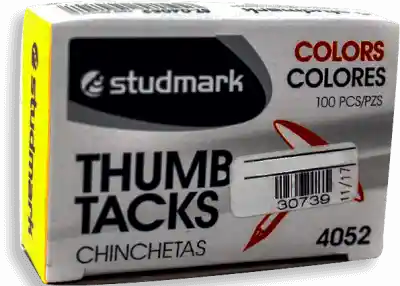 studmark
COLORS
COLORES
100 PCS/PZS
THUMB
TACKS
CHINCHETAS
30739
11/17
4052
studmark